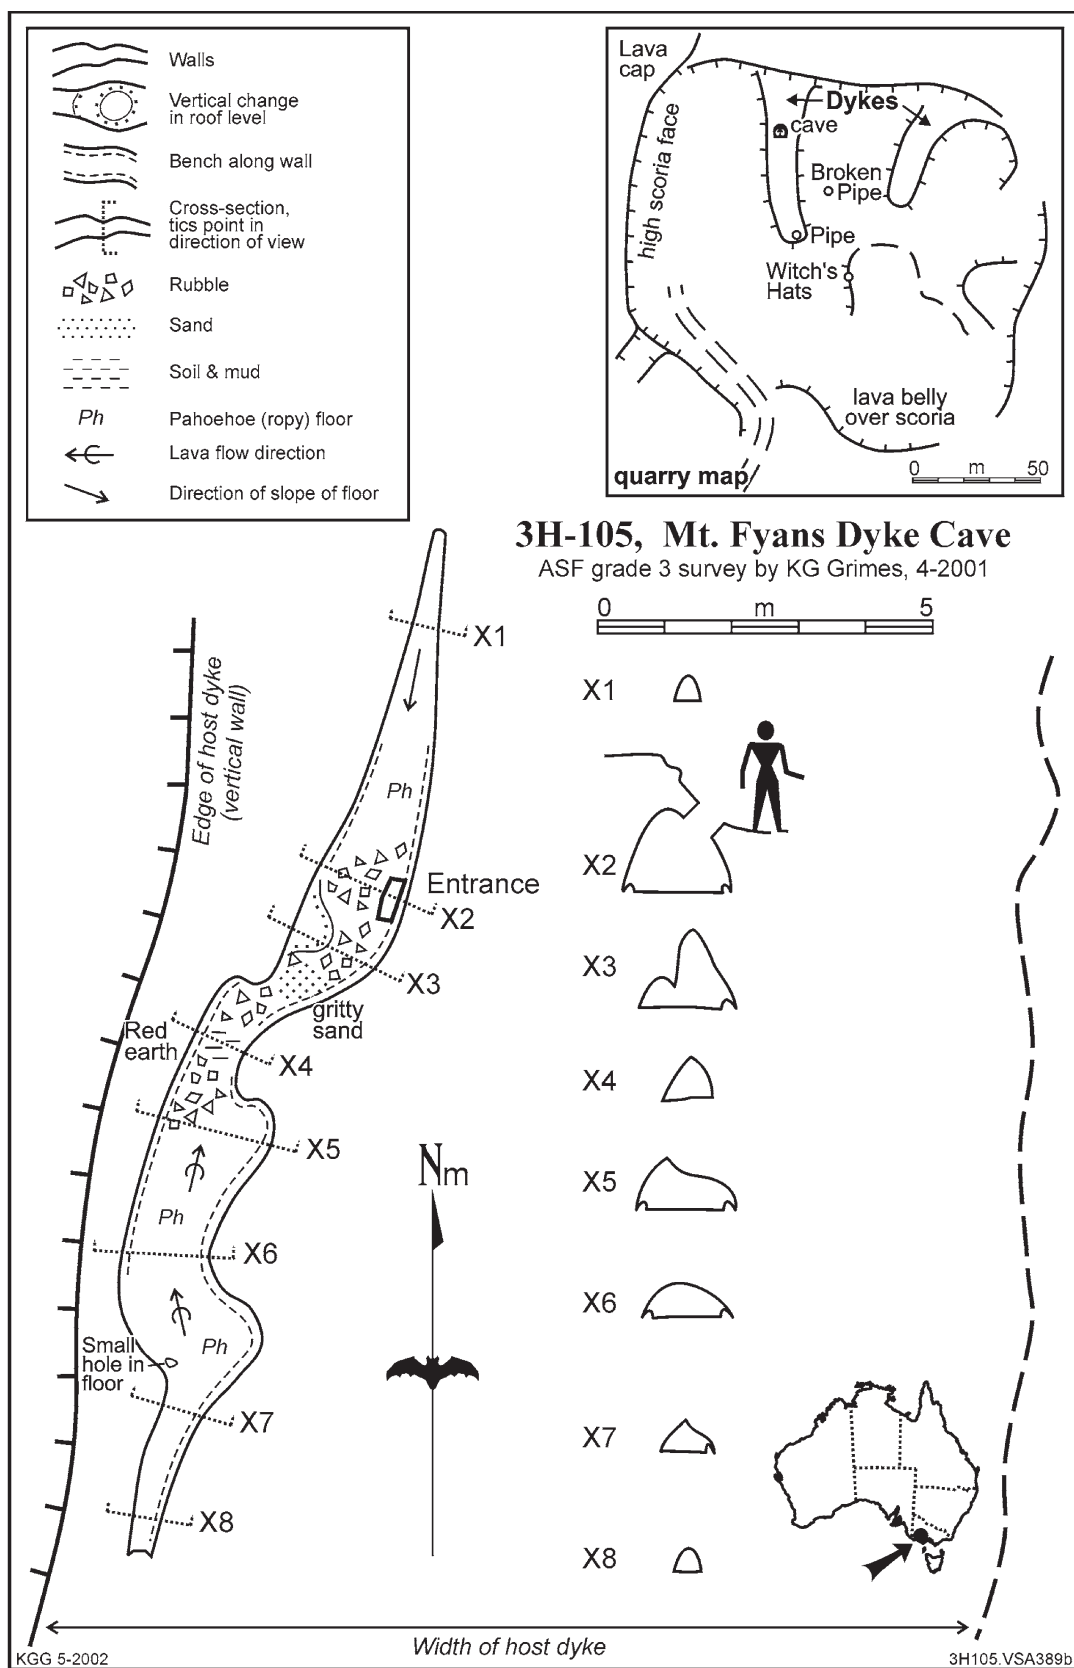 Walls
Vertical change
in roof level
Bench along wall
Cross-section,
tics point in
direction of view
Rubble
Sand
Soil & mud
Ph
Pahoehoe (ropy) floor
Lava flow direction
Direction of slope of floor
Lava
cap
high scoria face
Dykes
cave
Broken
Pipe
Pipe
Witch's
Hats
lava belly
over scoria
quarry map
0 m 50
3H-105, Mt. Fyans Dyke Cave
ASF grade 3 survey by KG Grimes, 4-2001
0 m 5
X1
Edge of host dyke
(vertical wall)
Ph
Entrance
X2
X3
gritty
sand
Red
earth
X4
X5
Ph
X6
Ph
Small
hole in
floor
X7
X8
Nm
X1
X2
X3
X4
X5
X6
X7
X8
Width of host dyke
KGG 5-2002
3H105.VSA389b